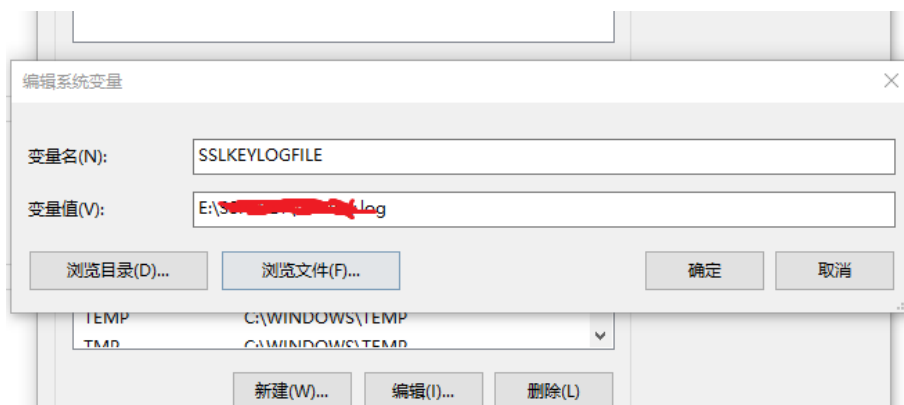 编辑系统变量
变量名(N):
SSLKEYLOGFILE
变量值(V):
E:\S log
浏览目录(D)...
浏览文件(F)...
确定
取消
TEMP C:\WINDOWS\TEMP
TMP C:\WINDOWS\TEMP
新建(W)...
编辑(I)...
删除(L)